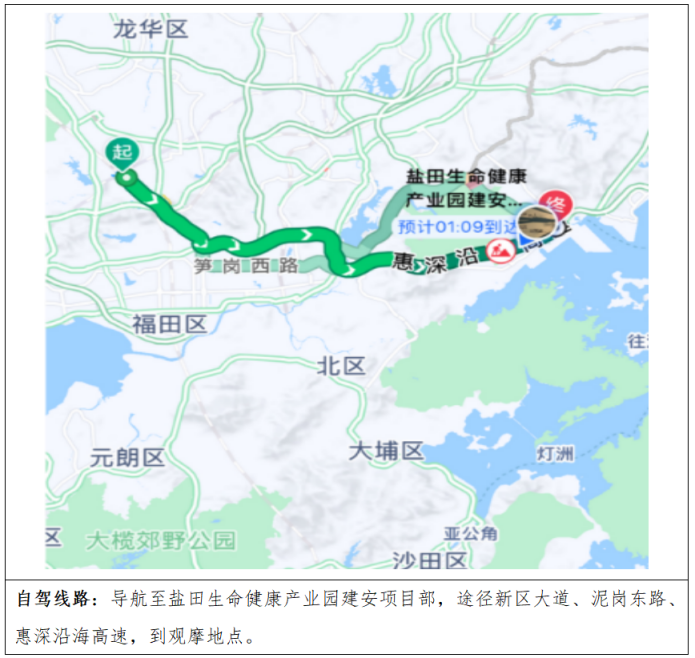 龙华区
起
盐田生命健康
产业园建安...
终
预计01:09到达
惠深沿
笋岗西路
福田区
北区
往
元朗区
大埔区
灯洲
区
大榄郊野公园
亚公角
沙田区
自驾线路：导航至盐田生命健康产业园建安项目部，途径新区大道、泥岗东路、
惠深沿海高速，到观摩地点。